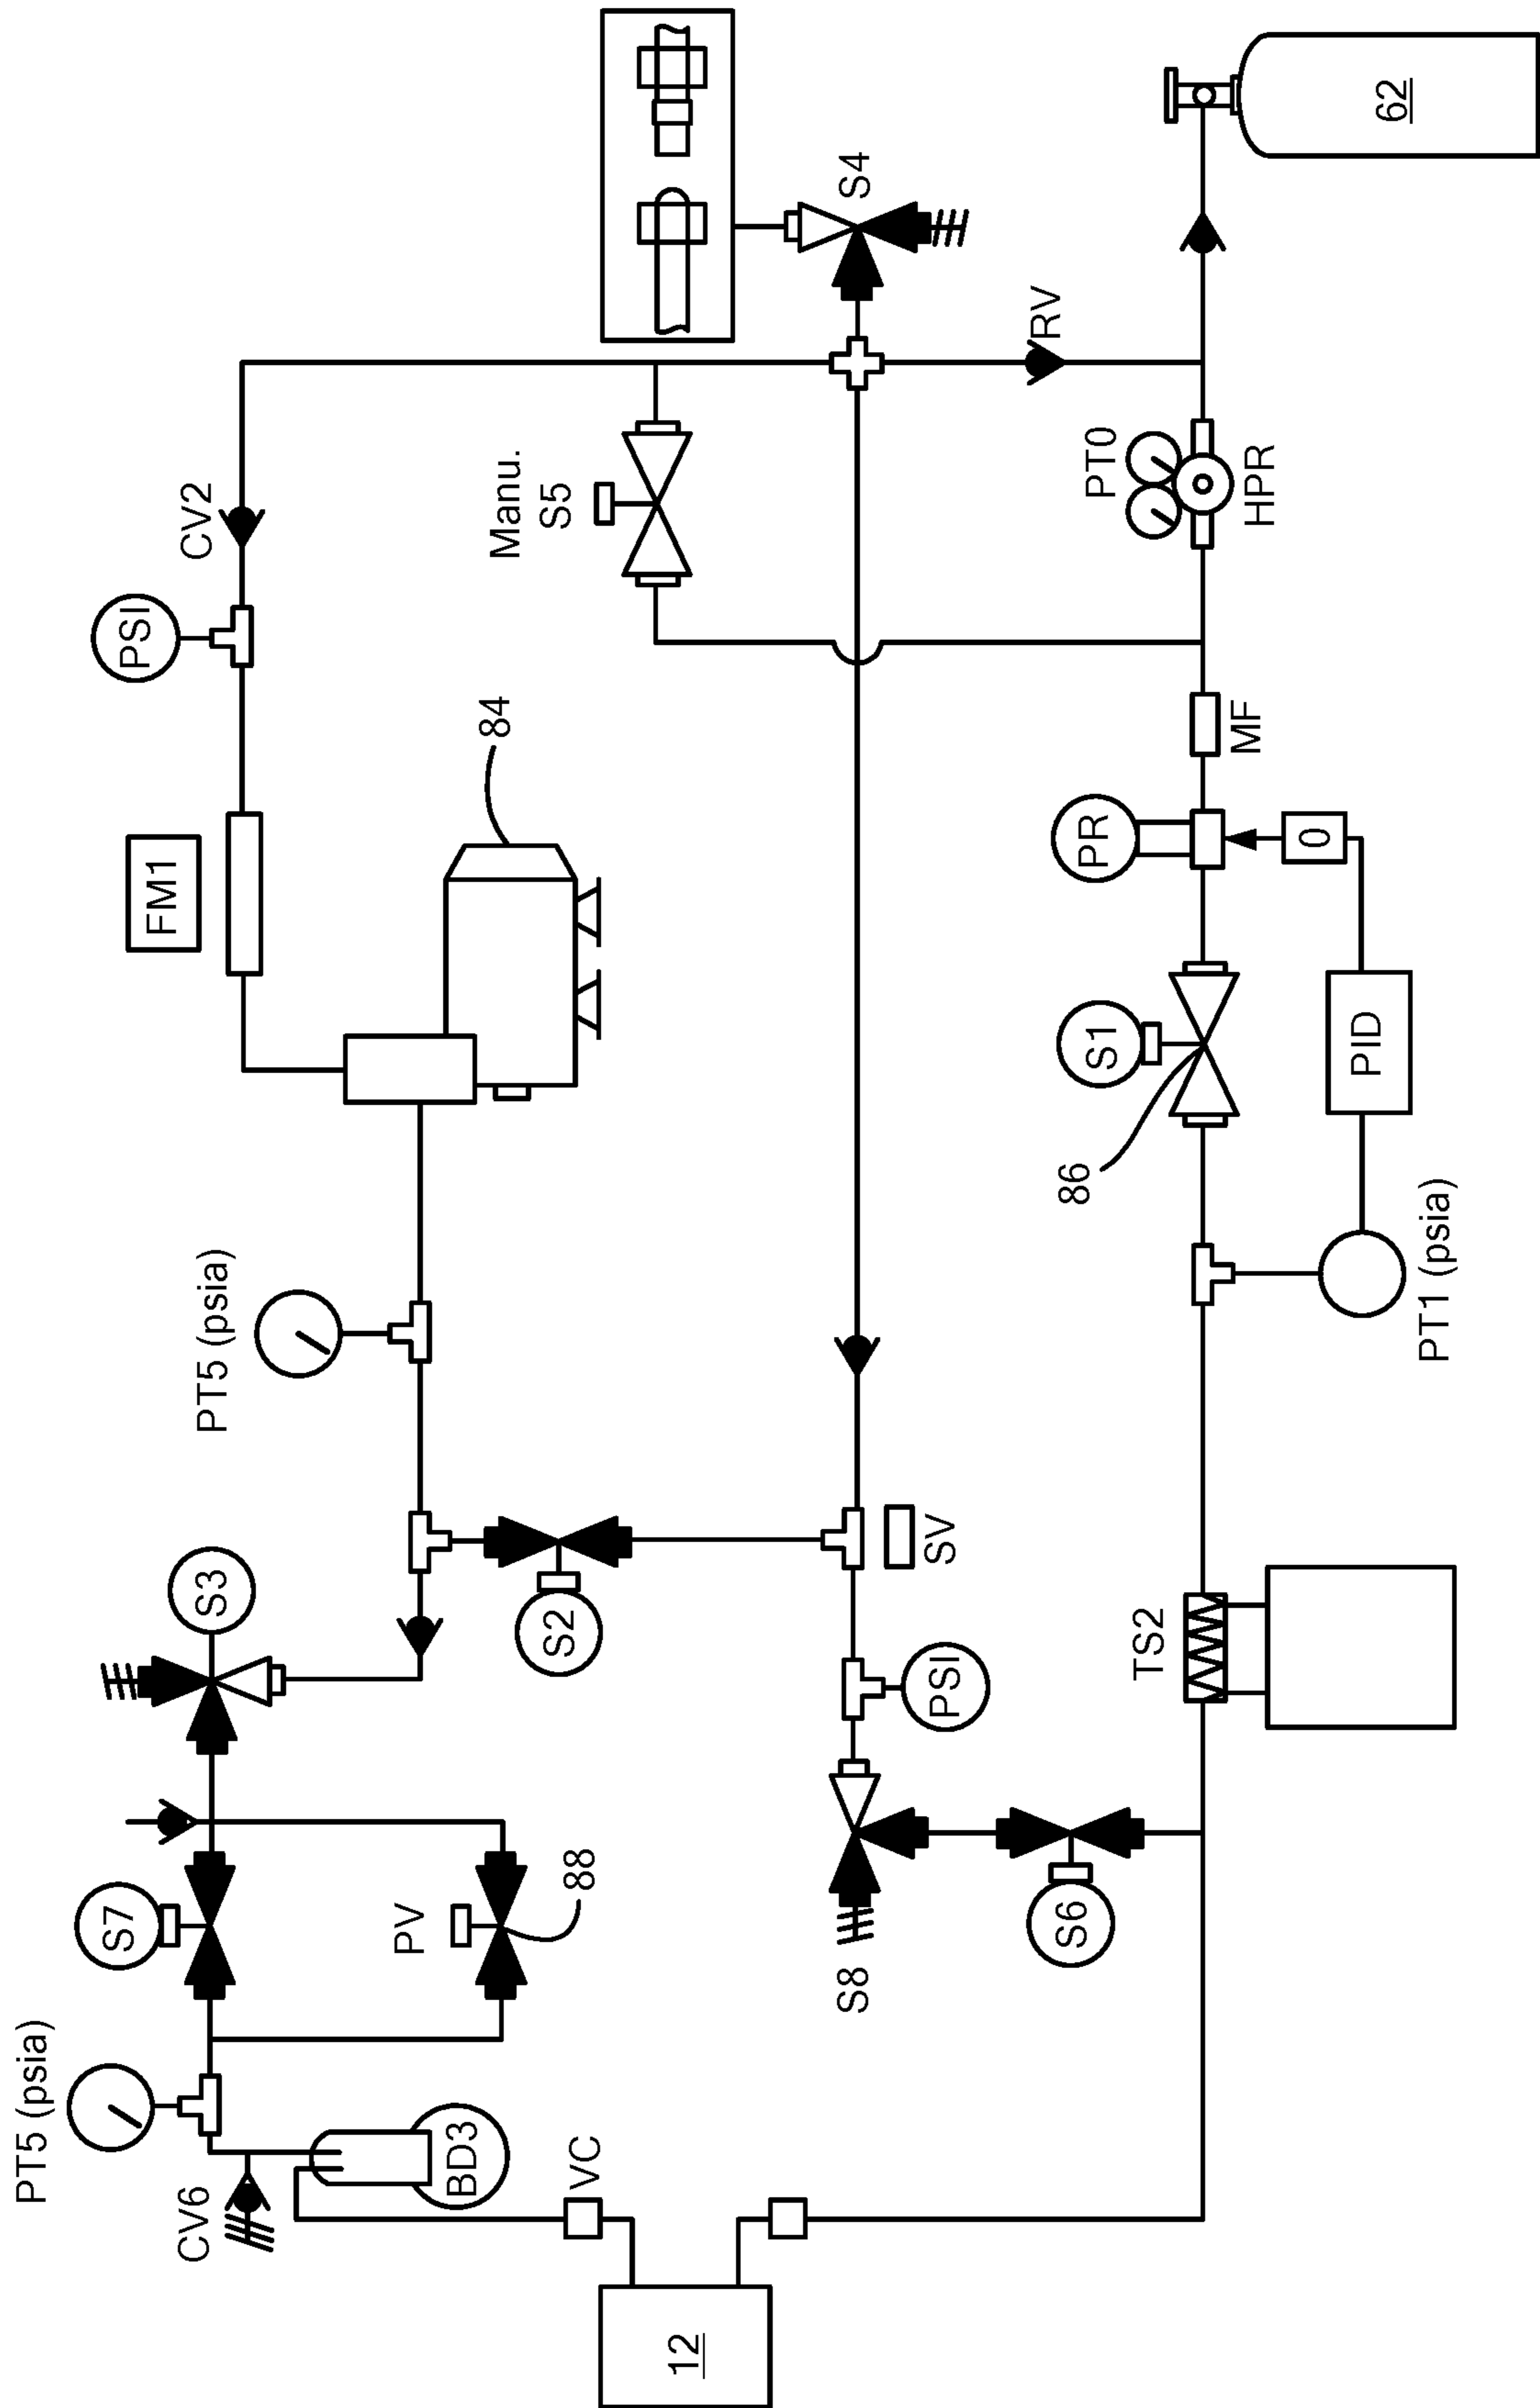 PT5 (psia)
S7
S3
CV6
BD3
PV
88
VC
12
PT5 (psia)
S2
FM1
PSI
CV2
84
Manu.
S5
S4
S8
PSI
SV
S6
RV
TS2
86
S1
PR
MF
PT0
HPR
62
PT1 (psia)
PID
0